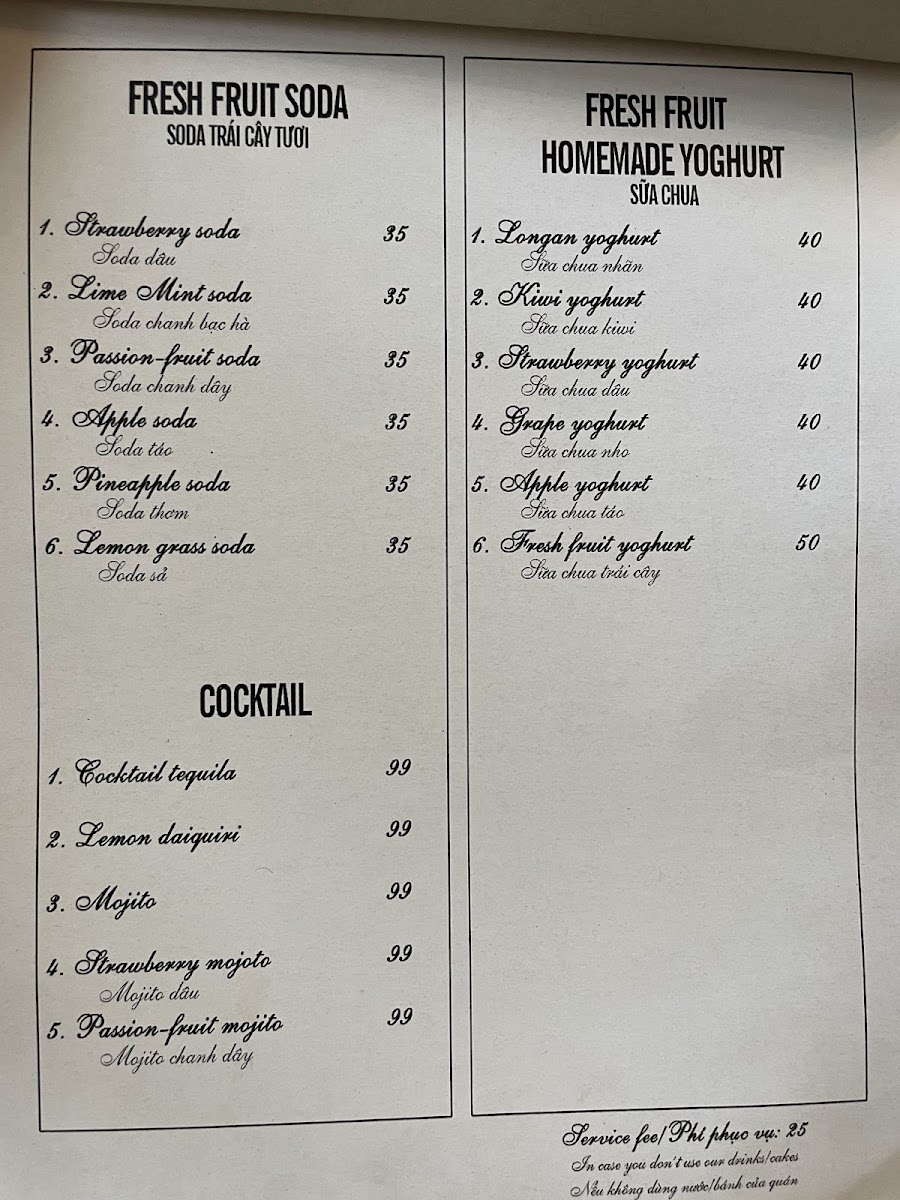 FRESH FRUIT SODA
SODA TRÁI CÂY TƯƠI
1. Strawberry soda 35
Soda dâu
2. Lime Mint soda 35
Soda chanh bạc hà
3. Passion-fruit soda 35
Soda chanh dây
4. Apple soda 35
Soda táo
5. Pineapple soda 35
Soda thơm
6. Lemon grass soda 35
Soda sả
COCKTAIL
1. Cocktail tequila 99
2. Lemon daiquiri 99
3. Mojito 99
4. Strawberry mojoto 99
Mojito dâu
5. Passion-fruit mojito 99
Mojito chanh dây
FRESH FRUIT
HOMEMADE YOGHURT
SỮA CHUA
1. Longan yoghurt 40
Sữa chua nhãn
2. Kiwi yoghurt 40
Sữa chua kiwi
3. Strawberry yoghurt 40
Sữa chua dâu
4. Grape yoghurt 40
Sữa chua nho
5. Apple yoghurt 40
Sữa chua táo
6. Fresh fruit yoghurt 50
Sữa chua trái cây
Service fee/Phí phục vụ: 25
In case you don't use our drinks/cakes
Nếu không dùng nước/bánh của quán